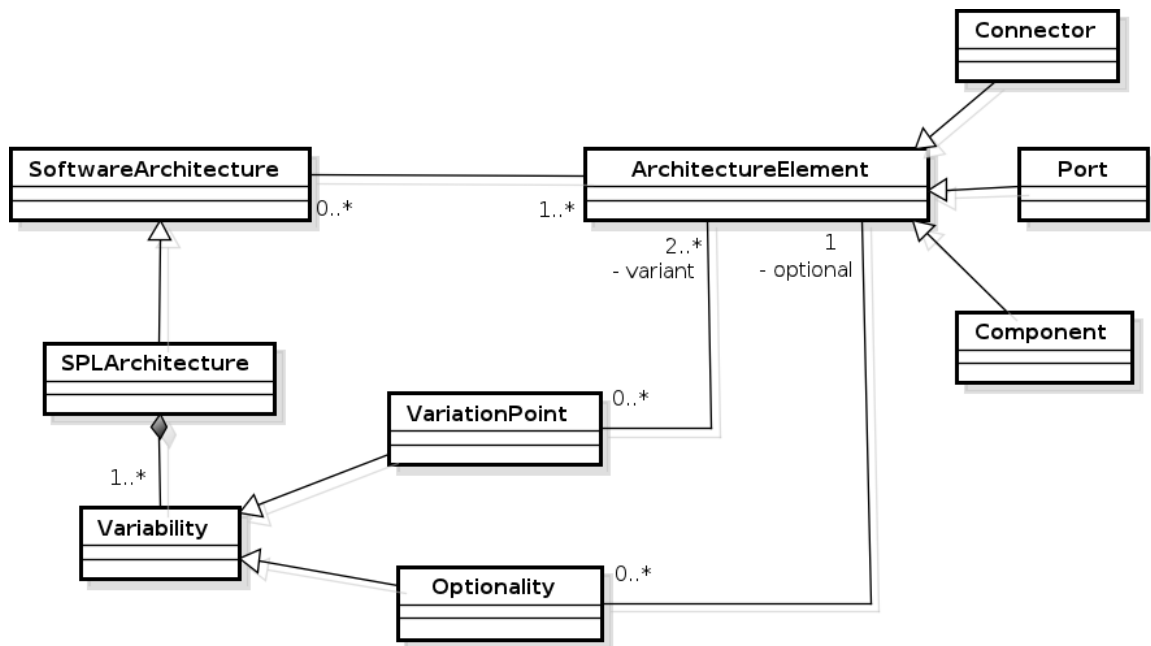 Connector
SoftwareArchitecture
ArchitectureElement
Port
0..*
1..*
2..*
- variant
1
- optional
Component
SPLArchitecture
VariationPoint
0..*
1..*
Variability
Optionality
0..*